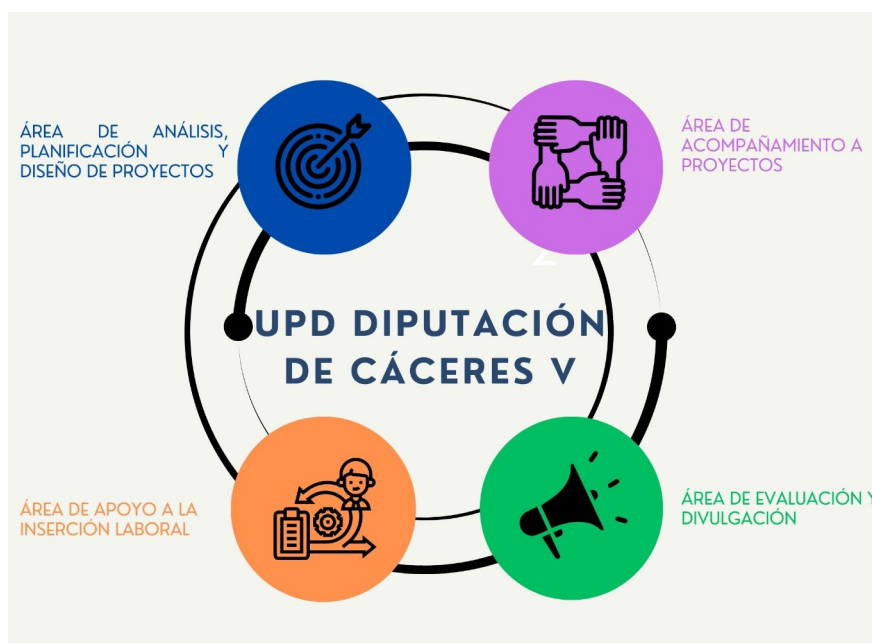 ÁREA DE ANÁLISIS,
PLANIFICACIÓN Y
DISEÑO DE PROYECTOS
ÁREA DE
ACOMPAÑAMIENTO A
PROYECTOS
2
UPD DIPUTACIÓN
DE CÁCERES V
ÁREA DE APOYO A LA
INSERCIÓN LABORAL
ÁREA DE EVALUACIÓN Y
DIVULGACIÓN